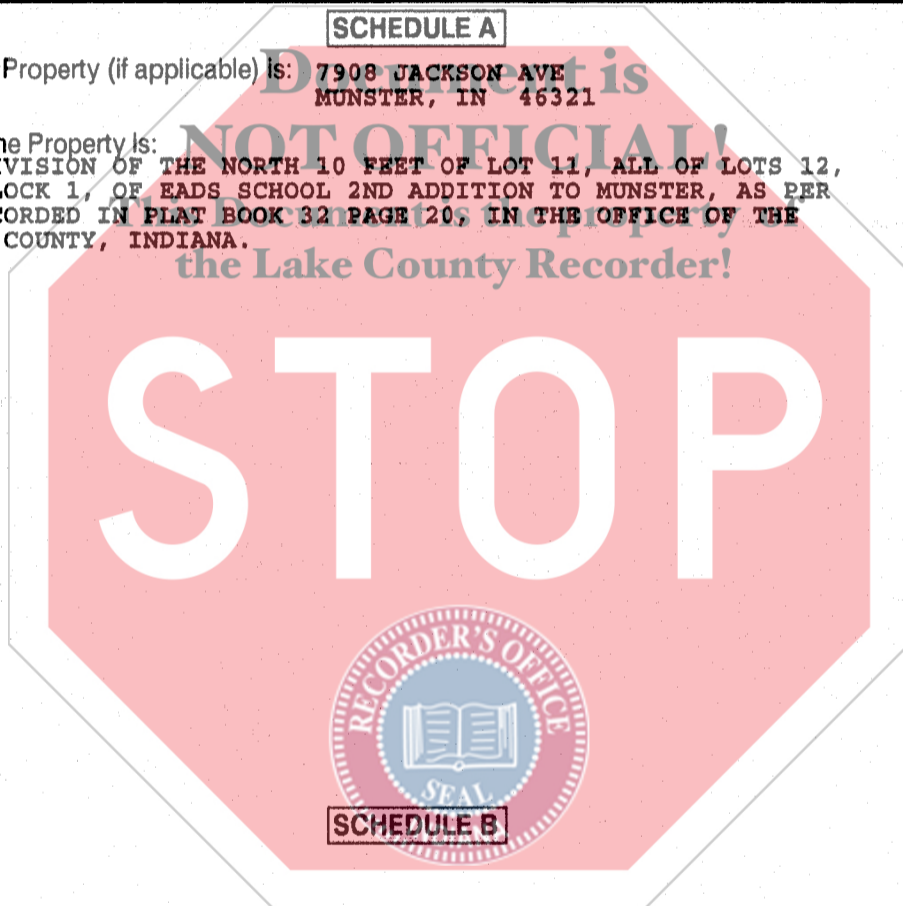 SCHEDULE A
Property (if applicable) is: 7908 JACKSON AVE
MUNSTER, IN 46321
Document is
NOT OFFICIAL!
This Document is the property of
the Lake County Recorder!
ne Property is:
VISION OF THE NORTH 10 FEET OF LOT 11, ALL OF LOTS 12,
OCK 1, OF EADS SCHOOL 2ND ADDITION TO MUNSTER, AS PER
CORDED IN PLAT BOOK 32 PAGE 20, IN THE OFFICE OF THE
COUNTY, INDIANA.
STOP
RECORDER'S OFFICE
SEAL
SCHEDULE B